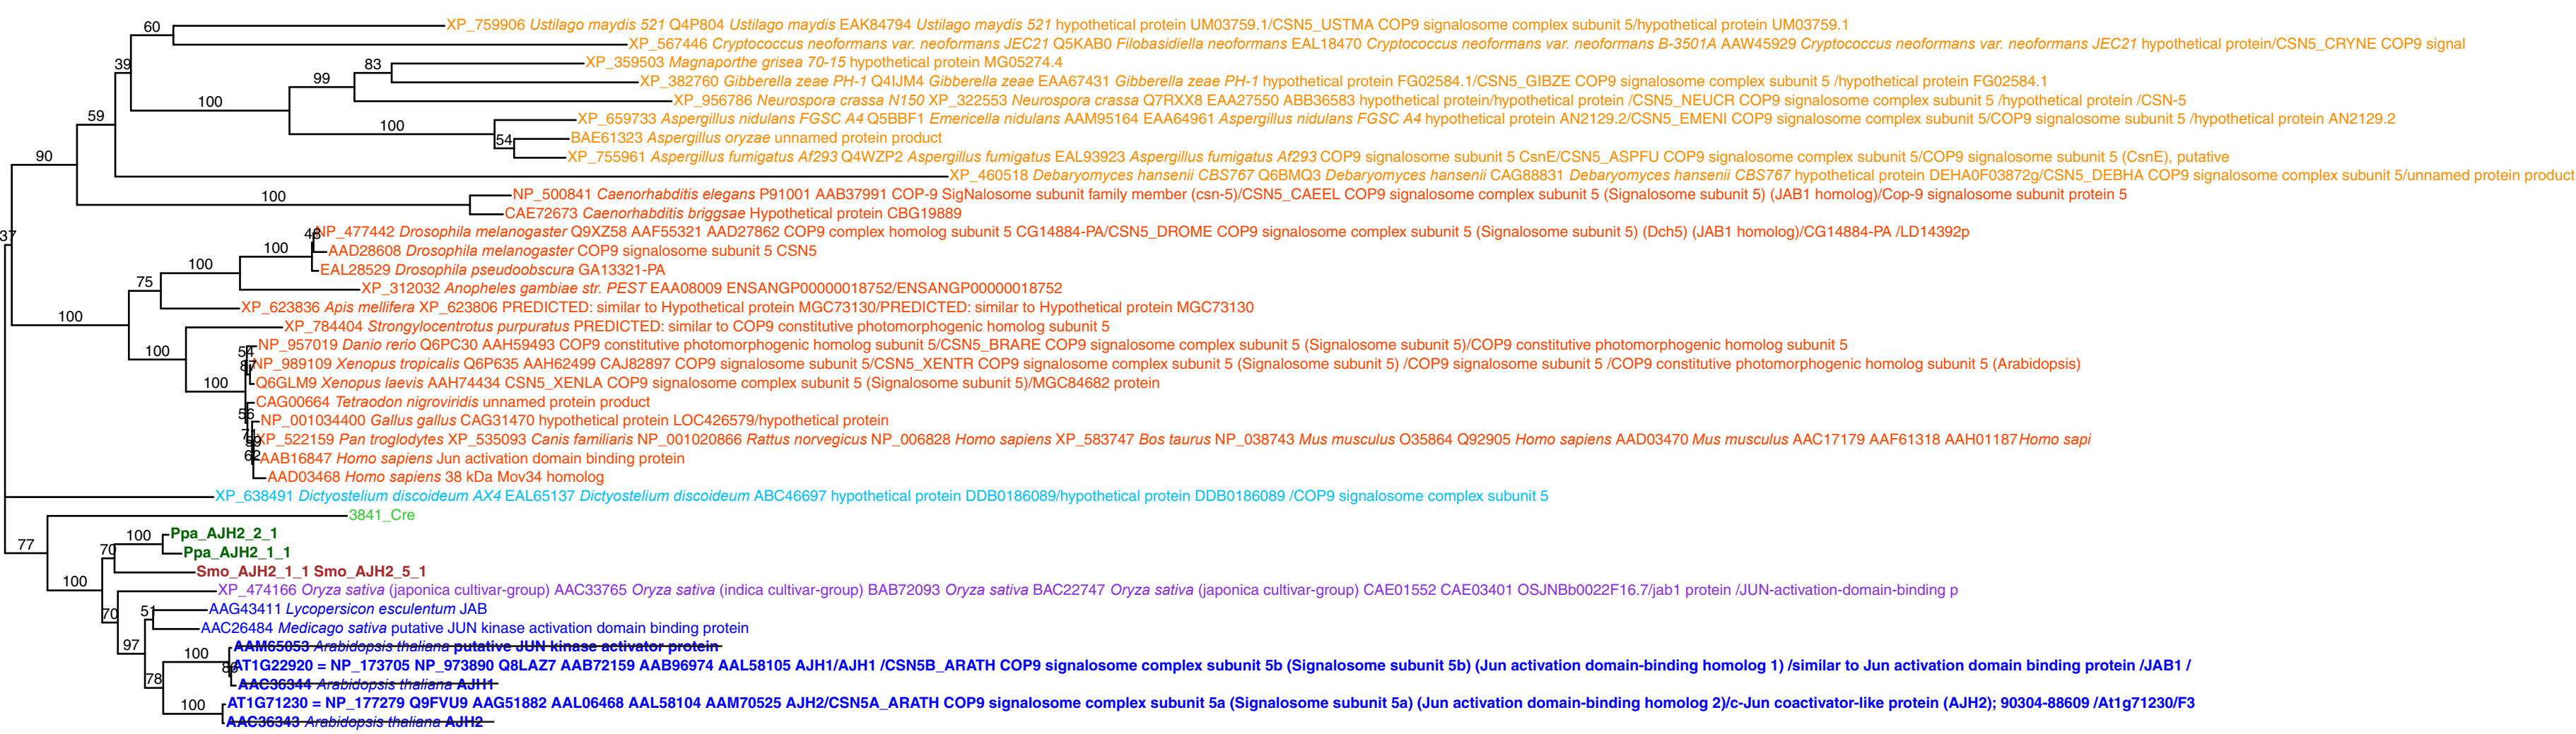 60
XP_759906 Ustilago maydis 521 Q4P804 Ustilago maydis EAK84794 Ustilago maydis 521 hypothetical protein UM03759.1/CSN5_USTMA COP9 signalosome complex subunit 5/hypothetical protein UM03759.1
XP_567446 Cryptococcus neoformans var. neoformans JEC21 Q5KAB0 Filobasidiella neoformans EAL18470 Cryptococcus neoformans var. neoformans B-3501A AAW45929 Cryptococcus neoformans var. neoformans JEC21 hypothetical protein/CSN5_CRYNE COP9 signal
39
83
XP_359503 Magnaporthe grisea 70-15 hypothetical protein MG05274.4
99
XP_382760 Gibberella zeae PH-1 Q4IJM4 Gibberella zeae EAA67431 Gibberella zeae PH-1 hypothetical protein FG02584.1/CSN5_GIBZE COP9 signalosome complex subunit 5 /hypothetical protein FG02584.1
100
XP_956786 Neurospora crassa N150 XP_322553 Neurospora crassa Q7RXX8 EAA27550 ABB36583 hypothetical protein/hypothetical protein /CSN5_NEUCR COP9 signalosome complex subunit 5 /hypothetical protein /CSN-5
59
100
XP_659733 Aspergillus nidulans FGSC A4 Q5BBF1 Emericella nidulans AAM95164 EAA64961 Aspergillus nidulans FGSC A4 hypothetical protein AN2129.2/CSN5_EMENI COP9 signalosome complex subunit 5/COP9 signalosome subunit 5 /hypothetical protein AN2129.2
54
BAE61323 Aspergillus oryzae unnamed protein product
90
XP_755961 Aspergillus fumigatus Af293 Q4WZP2 Aspergillus fumigatus EAL93923 Aspergillus fumigatus Af293 COP9 signalosome subunit 5 CsnE/CSN5_ASPFU COP9 signalosome complex subunit 5/COP9 signalosome subunit 5 (CsnE), putative
XP_460518 Debaryomyces hansenii CBS767 Q6BMQ3 Debaryomyces hansenii CAG88831 Debaryomyces hansenii CBS767 hypothetical protein DEHA0F03872g/CSN5_DEBHA COP9 signalosome complex subunit 5/unnamed protein product
100
NP_500841 Caenorhabditis elegans P91001 AAB37991 COP-9 SigNalosome subunit family member (csn-5)/CSN5_CAEEL COP9 signalosome complex subunit 5 (Signalosome subunit 5) (JAB1 homolog)/Cop-9 signalosome subunit protein 5
CAE72673 Caenorhabditis briggsae Hypothetical protein CBG19889
37
48
NP_477442 Drosophila melanogaster Q9XZ58 AAF55321 AAD27862 COP9 complex homolog subunit 5 CG14884-PA/CSN5_DROME COP9 signalosome complex subunit 5 (Signalosome subunit 5) (Dch5) (JAB1 homolog)/CG14884-PA /LD14392p
100
AAD28608 Drosophila melanogaster COP9 signalosome subunit 5 CSN5
100
EAL28529 Drosophila pseudoobscura GA13321-PA
75
XP_312032 Anopheles gambiae str. PEST EAA08009 ENSANGP00000018752/ENSANGP00000018752
XP_623836 Apis mellifera XP_623806 PREDICTED: similar to Hypothetical protein MGC73130/PREDICTED: similar to Hypothetical protein MGC73130
100
XP_784404 Strongylocentrotus purpuratus PREDICTED: similar to COP9 constitutive photomorphogenic homolog subunit 5
100
54
NP_957019 Danio rerio Q6PC30 AAH59493 COP9 constitutive photomorphogenic homolog subunit 5/CSN5_BRARE COP9 signalosome complex subunit 5 (Signalosome subunit 5)/COP9 constitutive photomorphogenic homolog subunit 5
NP_989109 Xenopus tropicalis Q6P635 AAH62499 CAJ82897 COP9 signalosome subunit 5/CSN5_XENTR COP9 signalosome complex subunit 5 (Signalosome subunit 5) /COP9 signalosome subunit 5 /COP9 constitutive photomorphogenic homolog subunit 5 (Arabidopsis)
100
Q6GLM9 Xenopus laevis AAH74434 CSN5_XENLA COP9 signalosome complex subunit 5 (Signalosome subunit 5)/MGC84682 protein
CAG00664 Tetraodon nigroviridis unnamed protein product
56
NP_001034400 Gallus gallus CAG31470 hypothetical protein LOC426579/hypothetical protein
XP_522159 Pan troglodytes XP_535093 Canis familiaris NP_001020866 Rattus norvegicus NP_006828 Homo sapiens XP_583747 Bos taurus NP_038743 Mus musculus O35864 Q92905 Homo sapiens AAD03470 Mus musculus AAC17179 AAF61318 AAH01187 Homo sapi
62
AAB16847 Homo sapiens Jun activation domain binding protein
AAD03468 Homo sapiens 38 kDa Mov34 homolog
XP_638491 Dictyostelium discoideum AX4 EAL65137 Dictyostelium discoideum ABC46697 hypothetical protein DDB0186089/hypothetical protein DDB0186089 /COP9 signalosome complex subunit 5
3841_Cre
77
100
Ppa_AJH2_2_1
70
Ppa_AJH2_1_1
Smo_AJH2_1_1 Smo_AJH2_5_1
100
XP_474166 Oryza sativa (japonica cultivar-group) AAC33765 Oryza sativa (indica cultivar-group) BAB72093 Oryza sativa BAC22747 Oryza sativa (japonica cultivar-group) CAE01552 CAE03401 OSJNBb0022F16.7/jab1 protein /JUN-activation-domain-binding p
70
51
AAG43411 Lycopersicon esculentum JAB
AAC26484 Medicago sativa putative JUN kinase activation domain binding protein
97
AAM65053 Arabidopsis thaliana putative JUN kinase activator protein
100
AT1G22920 = NP_173705 NP_973890 Q8LAZ7 AAB72159 AAB96974 AAL58105 AJH1/AJH1 /CSN5B_ARATH COP9 signalosome complex subunit 5b (Signalosome subunit 5b) (Jun activation domain-binding homolog 1) /similar to Jun activation domain binding protein /JAB1 /
78
AAC36344 Arabidopsis thaliana AJH1
100
AT1G71230 = NP_177279 Q9FVU9 AAG51882 AAL06468 AAL58104 AAM70525 AJH2/CSN5A_ARATH COP9 signalosome complex subunit 5a (Signalosome subunit 5a) (Jun activation domain-binding homolog 2)/c-Jun coactivator-like protein (AJH2); 90304-88609 /At1g71230/F3
AAC36343 Arabidopsis thaliana AJH2